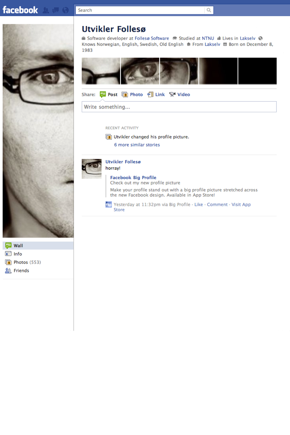 facebook
Search
Utvikler Follesø
Software developer at Follesø Software Studied at NTNU Lives in Lakselv
Knows Norwegian, English, Swedish, Old English From Lakselv Born on December 8,
1983
Share: Post Photo Link Video
Write something...
RECENT ACTIVITY
Utvikler changed his profile picture.
6 more similar stories
Utvikler Follesø
horray!
Facebook Big Profile
Check out my new profile picture
Make your profile stand out with a big profile picture stretched across
the new Facebook design. Available in App Store!
Yesterday at 11:55pm via Big Profile · Like · Comment · Visit App
Store
Wall
Info
Photos (553)
Friends